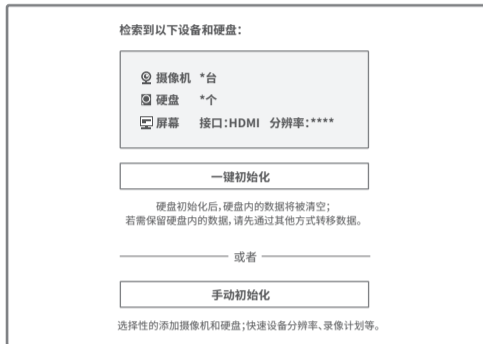 检索到以下设备和硬盘：
摄像机 *台
硬盘 *个
屏幕 接口：HDMI 分辨率：****
一键初始化
硬盘初始化后，硬盘内的数据将被清空；
若需保留硬盘内的数据，请先通过其他方式转移数据。
或者
手动初始化
选择性的添加摄像机和硬盘；快速设备分辨率、录像计划等。